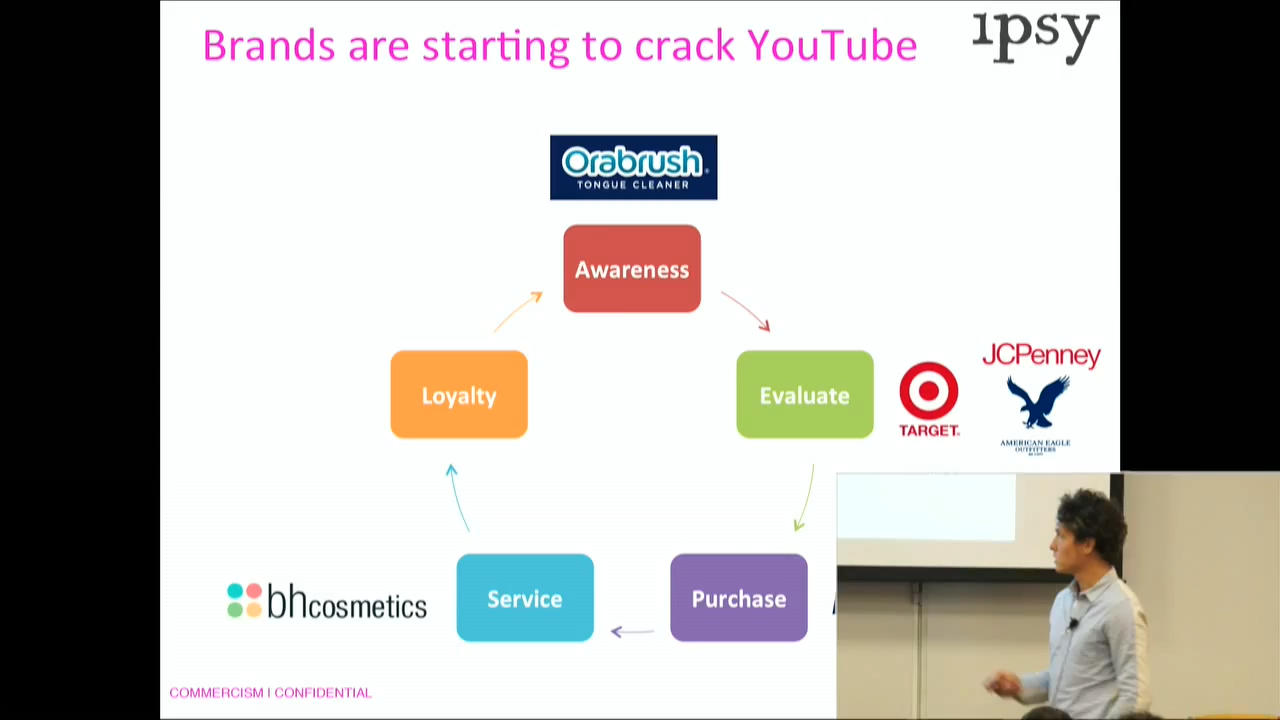 Brands are starting to crack YouTube
ipsy
Orabrush
TONGUE CLEANER
Awareness
Loyalty
Evaluate
TARGET
JCPenney
AMERICAN EAGLE
OUTFITTERS
bhcosmetics
Service
Purchase
COMMERCISM I CONFIDENTIAL